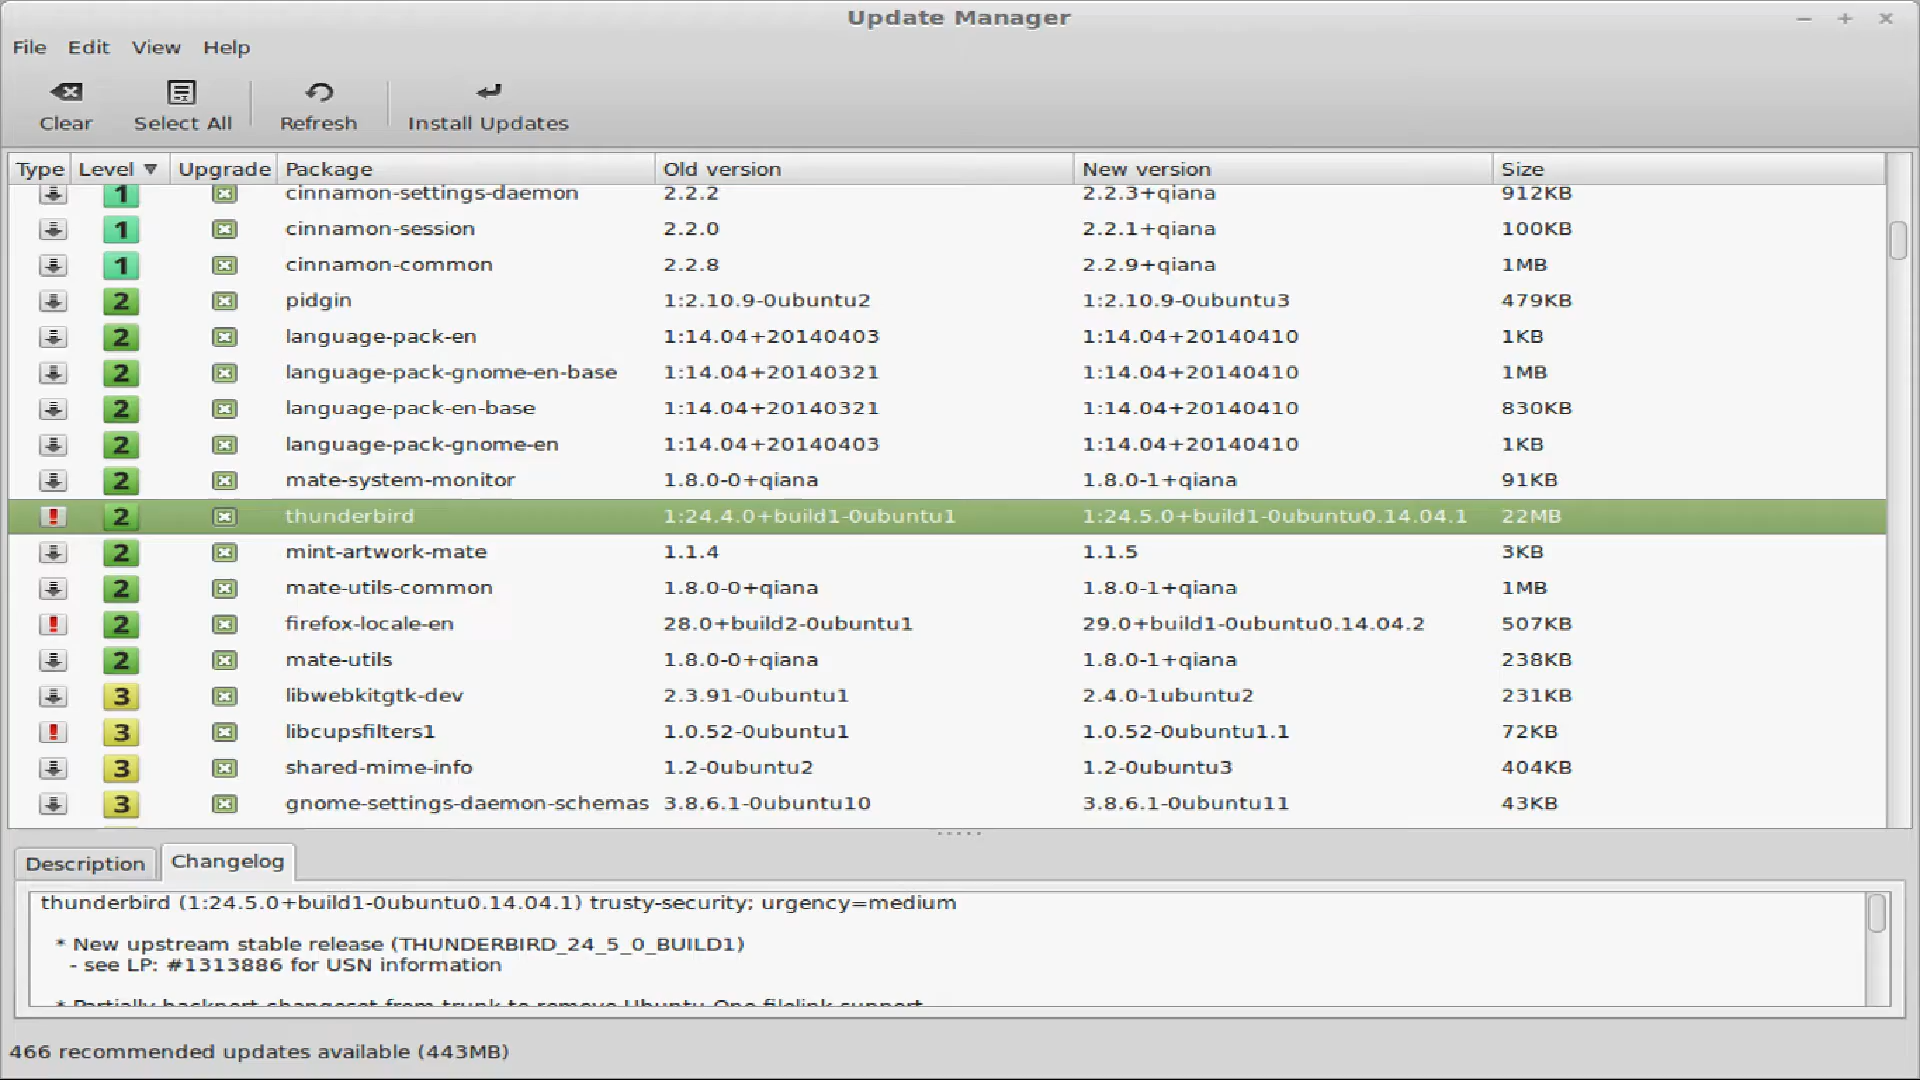 Update Manager
File Edit View Help
Clear Select All Refresh Install Updates
Type Level Upgrade Package Old version New version Size
1 cinnamon-settings-daemon 2.2.2 2.2.3+qiana 912KB
1 cinnamon-session 2.2.0 2.2.1+qiana 100KB
1 cinnamon-common 2.2.8 2.2.9+qiana 1MB
2 pidgin 1:2.10.9-0ubuntu2 1:2.10.9-0ubuntu3 479KB
2 language-pack-en 1:14.04+20140403 1:14.04+20140410 1KB
2 language-pack-gnome-en-base 1:14.04+20140321 1:14.04+20140410 1MB
2 language-pack-en-base 1:14.04+20140321 1:14.04+20140410 830KB
2 language-pack-gnome-en 1:14.04+20140403 1:14.04+20140410 1KB
2 mate-system-monitor 1.8.0-0+qiana 1.8.0-1+qiana 91KB
! 2 thunderbird 1:24.4.0+build1-0ubuntu1 1:24.5.0+build1-0ubuntu0.14.04.1 22MB
2 mint-artwork-mate 1.1.4 1.1.5 3KB
2 mate-utils-common 1.8.0-0+qiana 1.8.0-1+qiana 1MB
! 2 firefox-locale-en 28.0+build2-0ubuntu1 29.0+build1-0ubuntu0.14.04.2 507KB
2 mate-utils 1.8.0-0+qiana 1.8.0-1+qiana 238KB
3 libwebkitgtk-dev 2.3.91-0ubuntu1 2.4.0-1ubuntu2 231KB
! 3 libcupsfilters1 1.0.52-0ubuntu1 1.0.52-0ubuntu1.1 72KB
3 shared-mime-info 1.2-0ubuntu2 1.2-0ubuntu3 404KB
3 gnome-settings-daemon-schemas 3.8.6.1-0ubuntu10 3.8.6.1-0ubuntu11 43KB
Description Changelog
thunderbird (1:24.5.0+build1-0ubuntu0.14.04.1) trusty-security; urgency=medium
* New upstream stable release (THUNDERBIRD_24_5_0_BUILD1)
- see LP: #1313886 for USN information
* Partially backport changeset from trunk to remove Ubuntu One filelink support
466 recommended updates available (443MB)